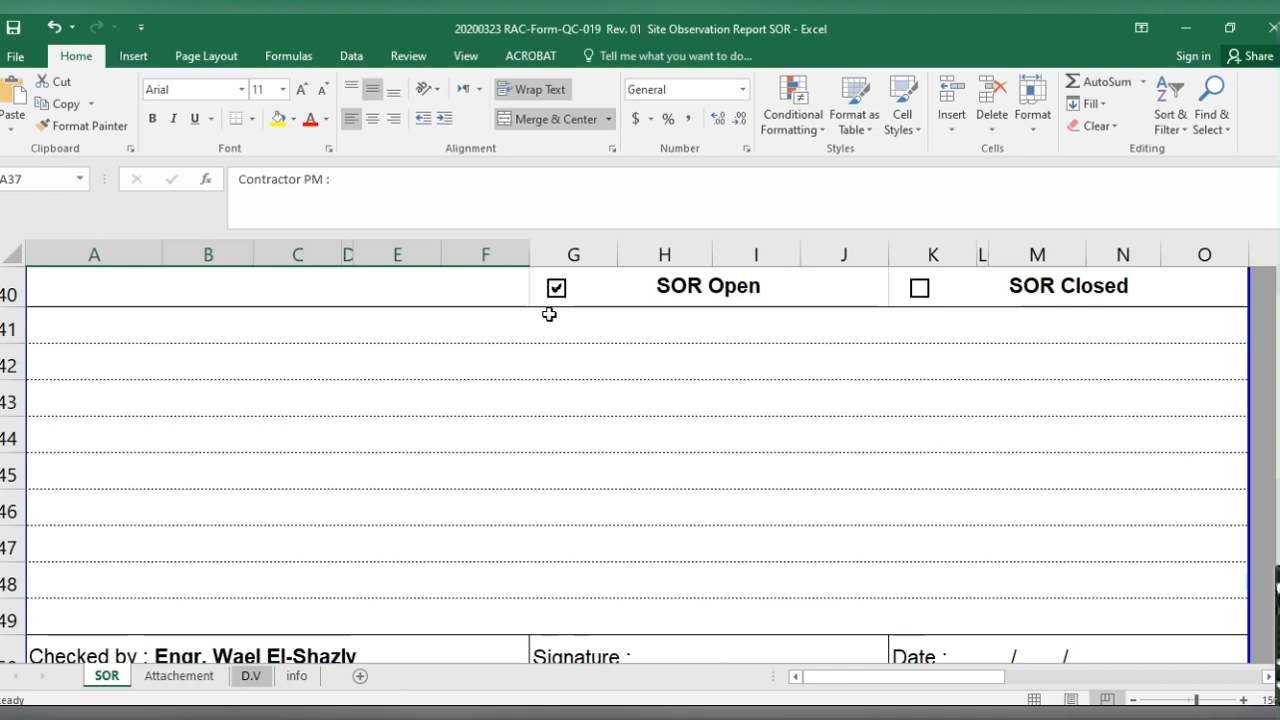 20200323 RAC-Form-QC-019 Rev. 01 Site Observation Report SOR - Excel
File Home Insert Page Layout Formulas Data Review View ACROBAT Tell me what you want to do... Sign in Share
Cut
Copy
Format Painter
Paste
Clipboard
Arial 11
B I U
Font
Wrap Text
Merge & Center
Alignment
General
$ % ,
Number
Conditional Formatting
Format as Table
Cell Styles
Styles
Insert Delete Format
Cells
AutoSum
Fill
Clear
Sort & Filter
Find & Select
Editing
A37 fx Contractor PM :
A B C D E F G H I J K L M N O
40 SOR Open SOR Closed
41
42
43
44
45
46
47
48
49
Checked by : Engr. Wael El-Shazly Signature : Date : / /
SOR Attachement D.V info
eady